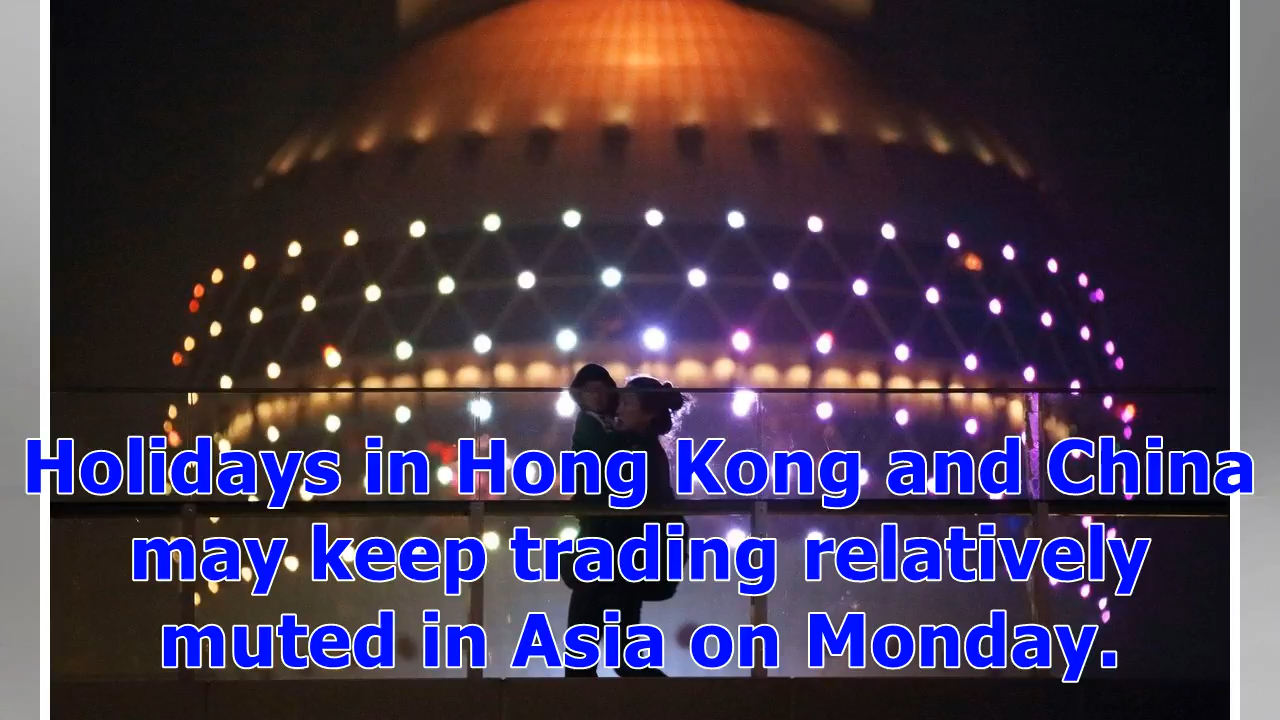 Holidays in Hong Kong and China
may keep trading relatively
muted in Asia on Monday.